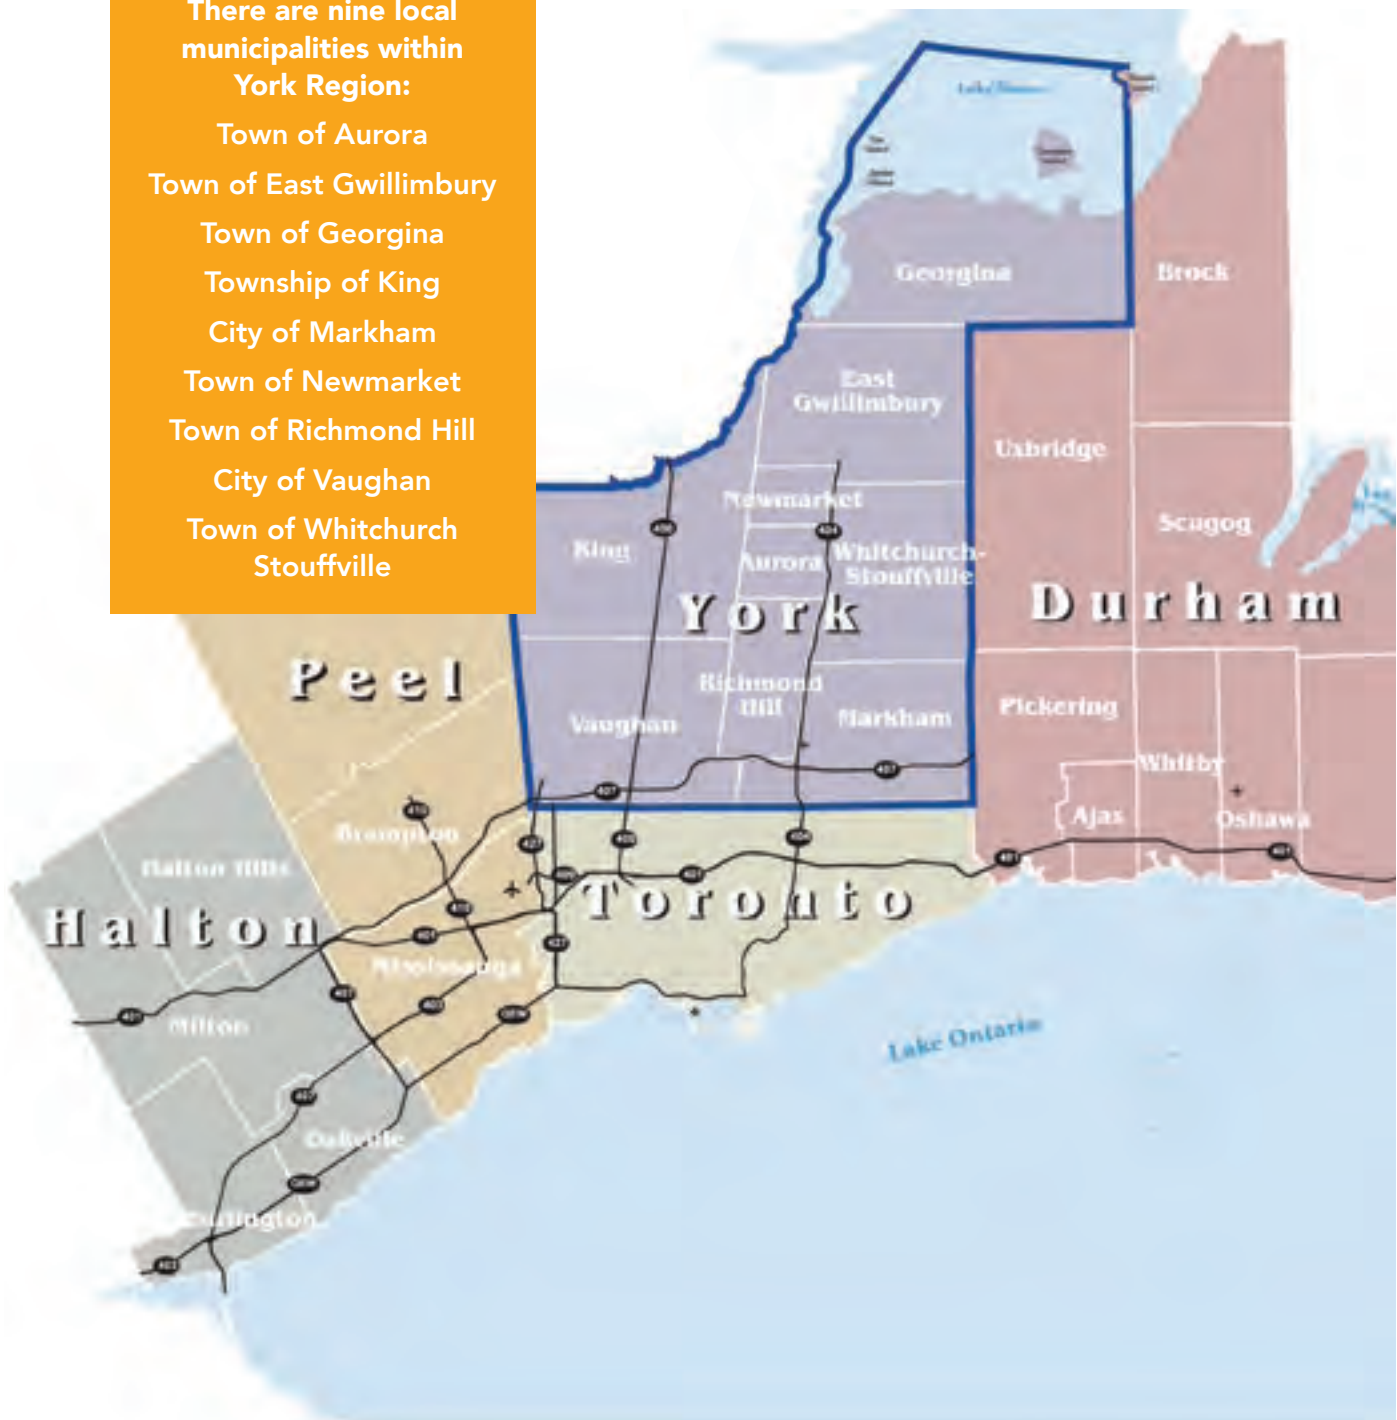 There are nine local
municipalities within
York Region:
Town of Aurora
Town of East Gwillimbury
Town of Georgina
Township of King
City of Markham
Town of Newmarket
Town of Richmond Hill
City of Vaughan
Town of Whitchurch
Stouffville
Georgina
Brock
East
Gwillimbury
Uxbridge
Newmarket
Scugog
King
Aurora
Whitchurch-
Stouffville
York
Durham
Peel
Richmond
Hill
Vaughan
Markham
Pickering
Whitby
407
Ajax
Oshawa
Brampton
Halton Hills
401
Toronto
Halton
Mississauga
Milton
Lake Ontario
Oakville
Burlington